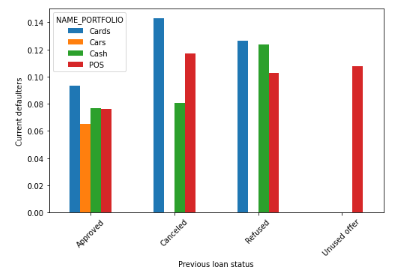 NAME_PORTFOLIO
Cards
Cars
Cash
POS
Current defaulters
0.14
0.12
0.10
0.08
0.06
0.04
0.02
0.00
Approved
Canceled
Refused
Unused offer
Previous loan status